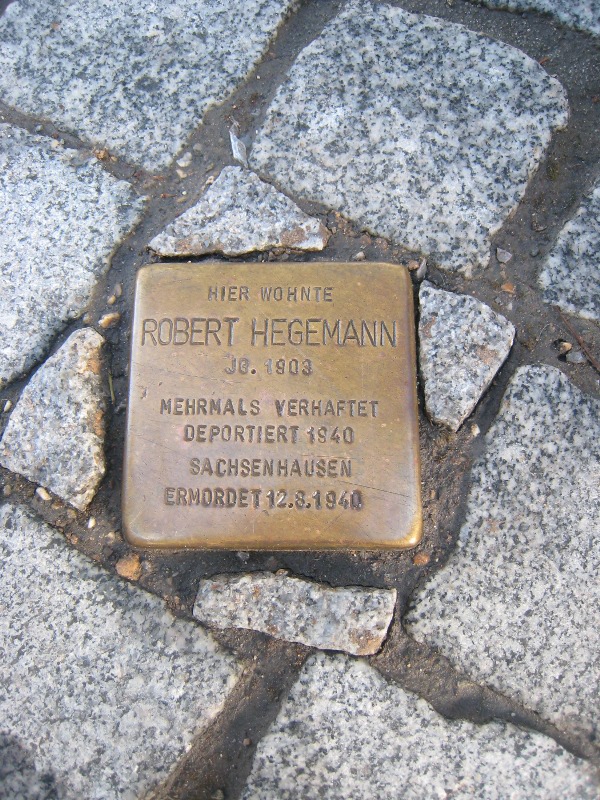 HIER WOHNTE
ROBERT HEGEMANN
JG. 1903
MEHRMALS VERHAFTET
DEPORTIERT 1940
SACHSENHAUSEN
ERMORDET 12.8.1940